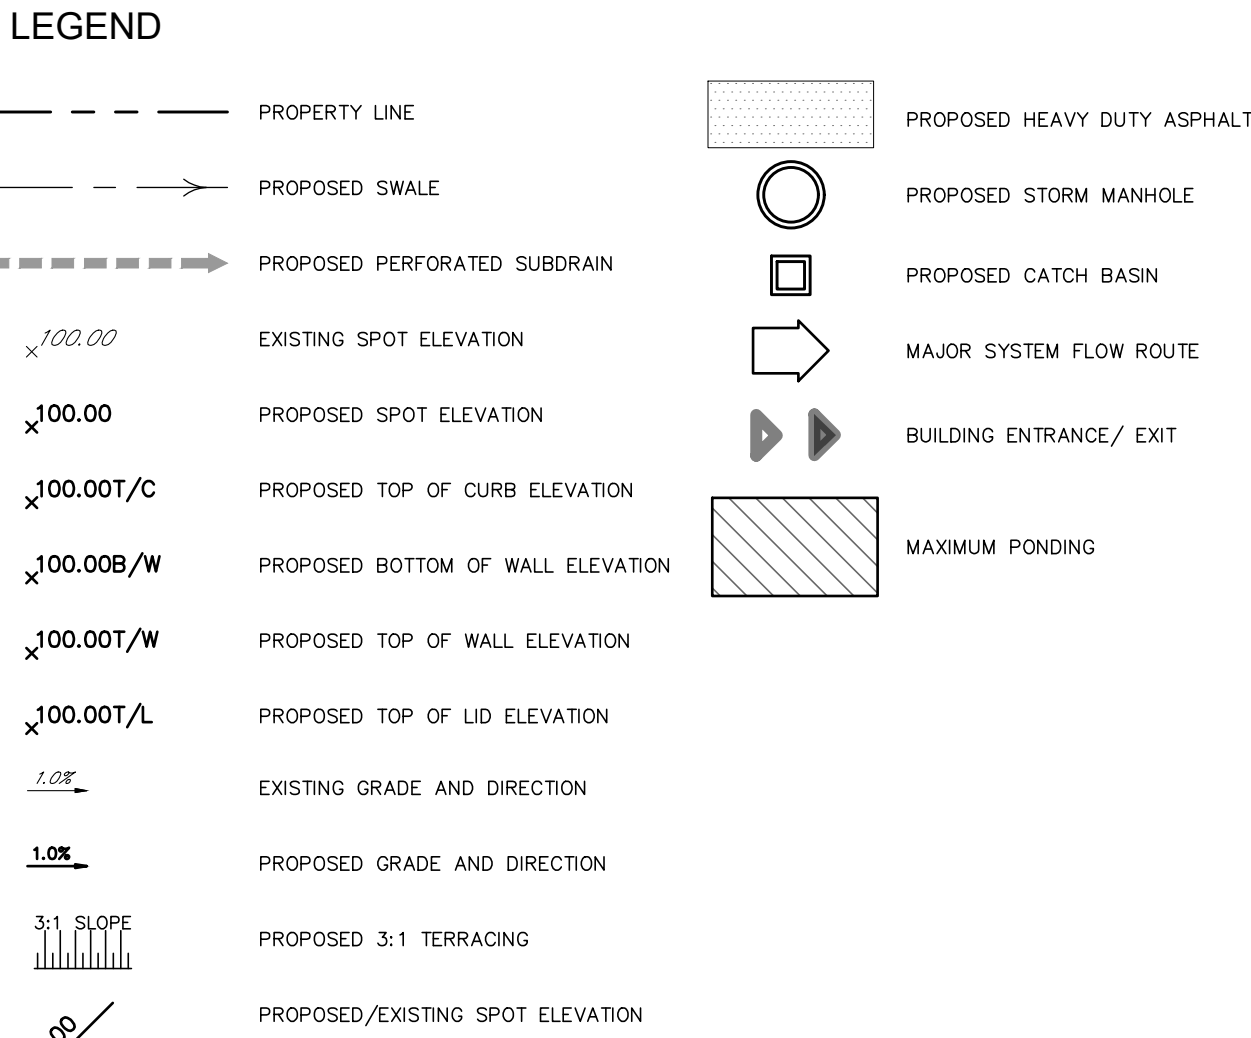 LEGEND
PROPERTY LINE
PROPOSED SWALE
PROPOSED PERFORATED SUBDRAIN
100.00 EXISTING SPOT ELEVATION
×100.00 PROPOSED SPOT ELEVATION
×100.00T/C PROPOSED TOP OF CURB ELEVATION
×100.00B/W PROPOSED BOTTOM OF WALL ELEVATION
×100.00T/W PROPOSED TOP OF WALL ELEVATION
×100.00T/L PROPOSED TOP OF LID ELEVATION
1.0% EXISTING GRADE AND DIRECTION
1.0% PROPOSED GRADE AND DIRECTION
3:1 SLOPE PROPOSED 3:1 TERRACING
00 PROPOSED/EXISTING SPOT ELEVATION
PROPOSED HEAVY DUTY ASPHALT
PROPOSED STORM MANHOLE
PROPOSED CATCH BASIN
MAJOR SYSTEM FLOW ROUTE
BUILDING ENTRANCE/ EXIT
MAXIMUM PONDING